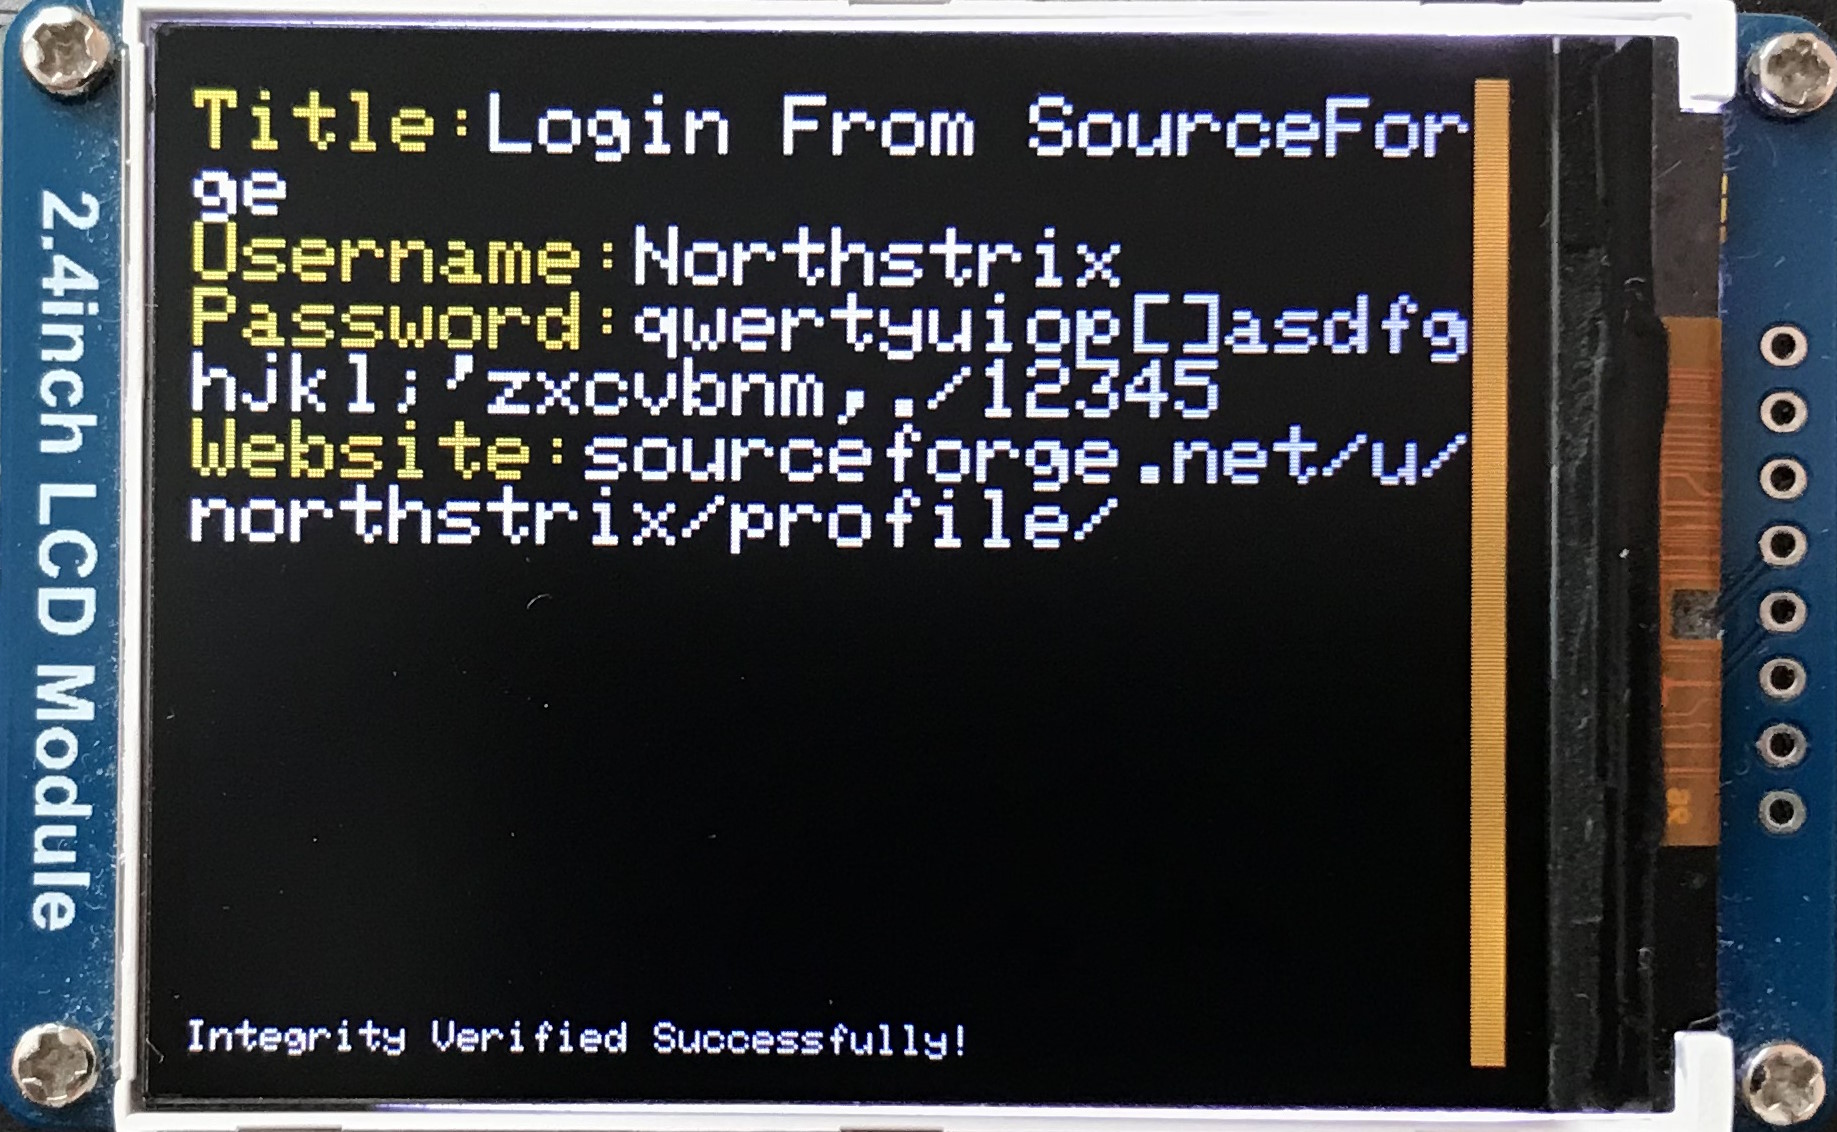 Title:Login From SourceFor
ge
Username:Northstrix
Password:qwertyuiop[]asdfg
hjkl;'zxcvbnm,./12345
Website:sourceforge.net/u/
northstrix/profile/
Integrity Verified Successfully!
2.4inch LCD Module